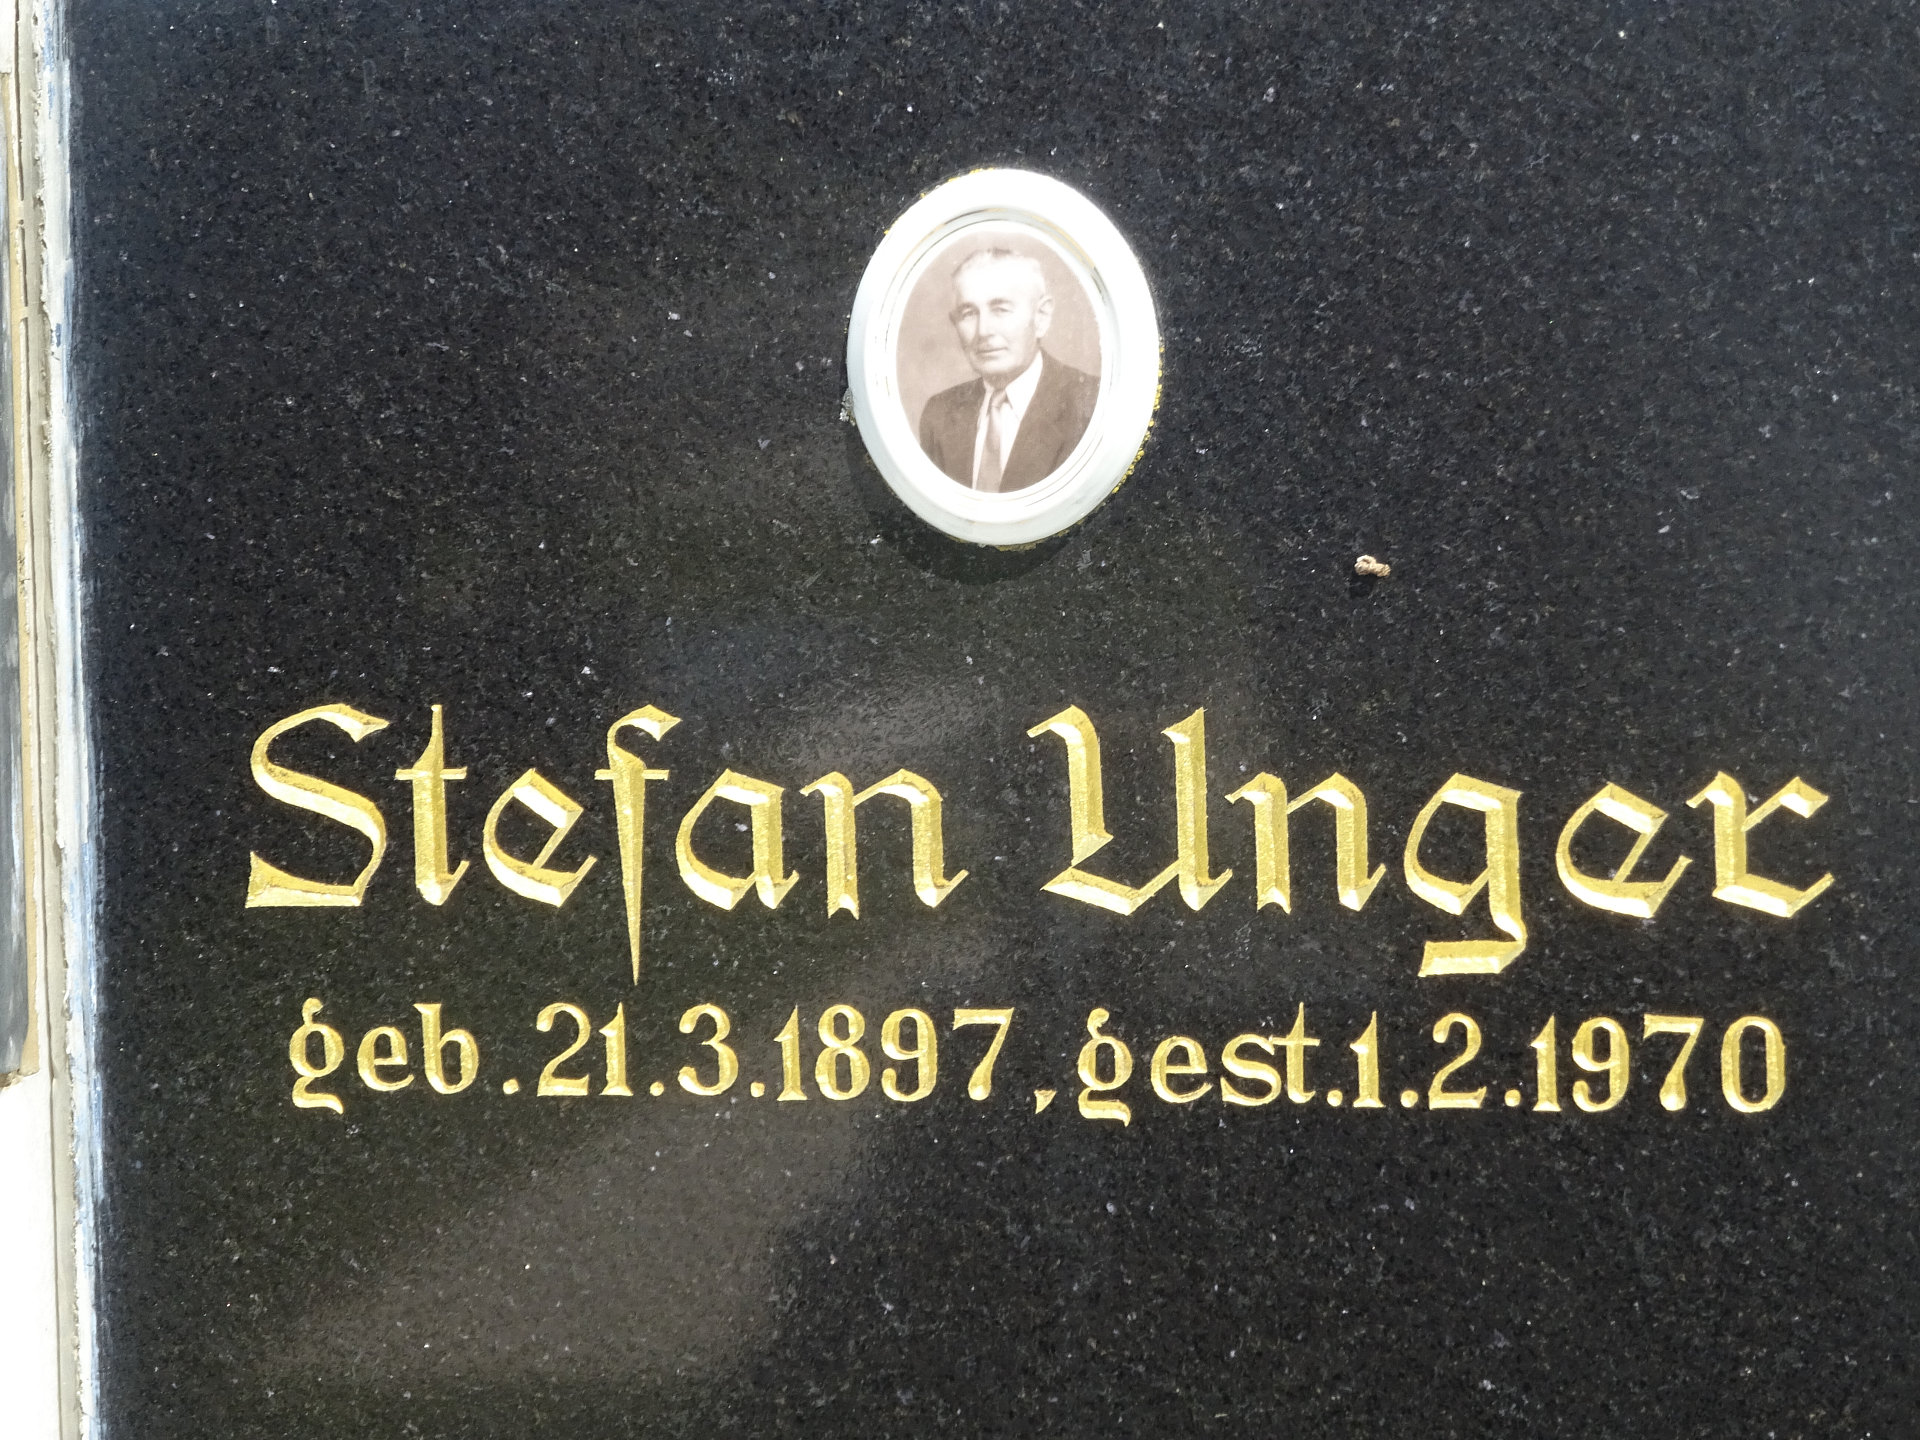 Stefan Unger
geb. 21.3.1897, gest. 1.2.1970